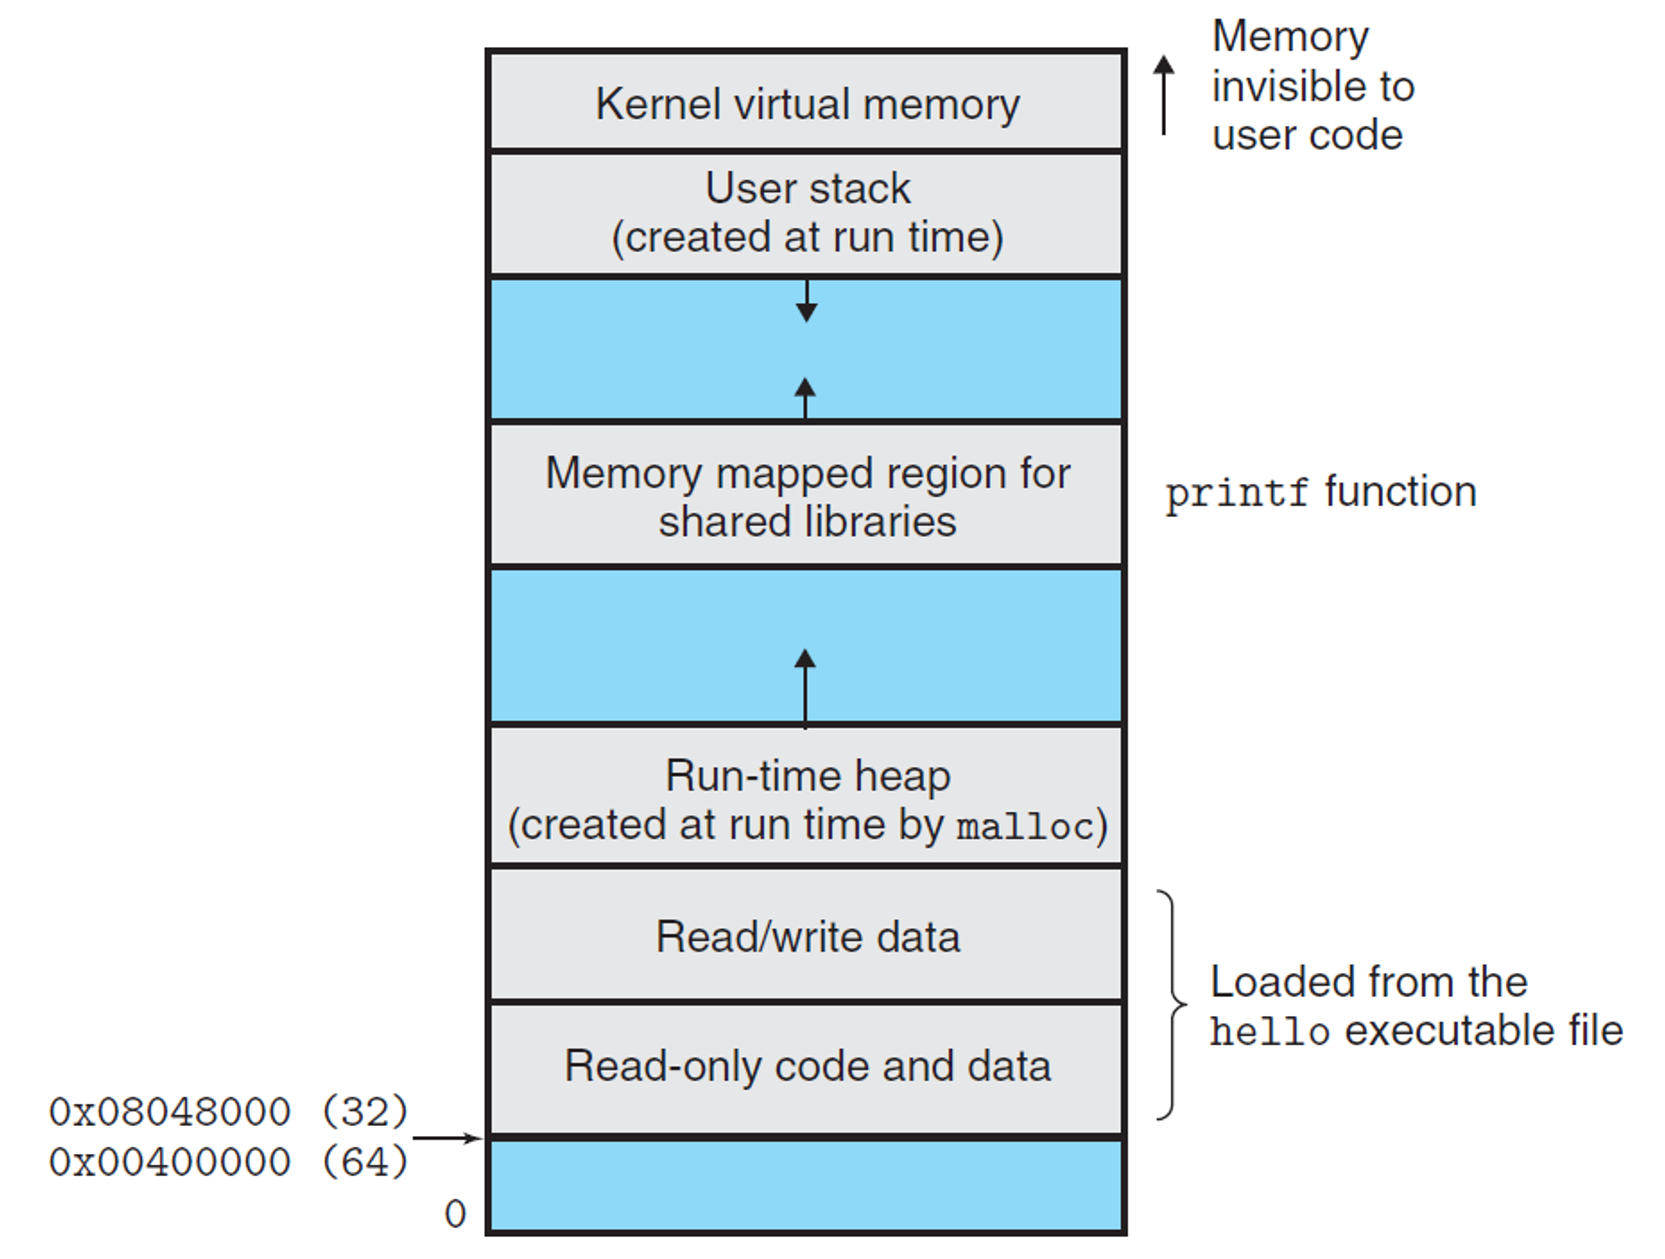 Memory
invisible to
user code
Kernel virtual memory
User stack
(created at run time)
Memory mapped region for
shared libraries
printf function
Run-time heap
(created at run time by malloc)
Read/write data
Loaded from the
hello executable file
Read-only code and data
0x08048000 (32)
0x00400000 (64)
0